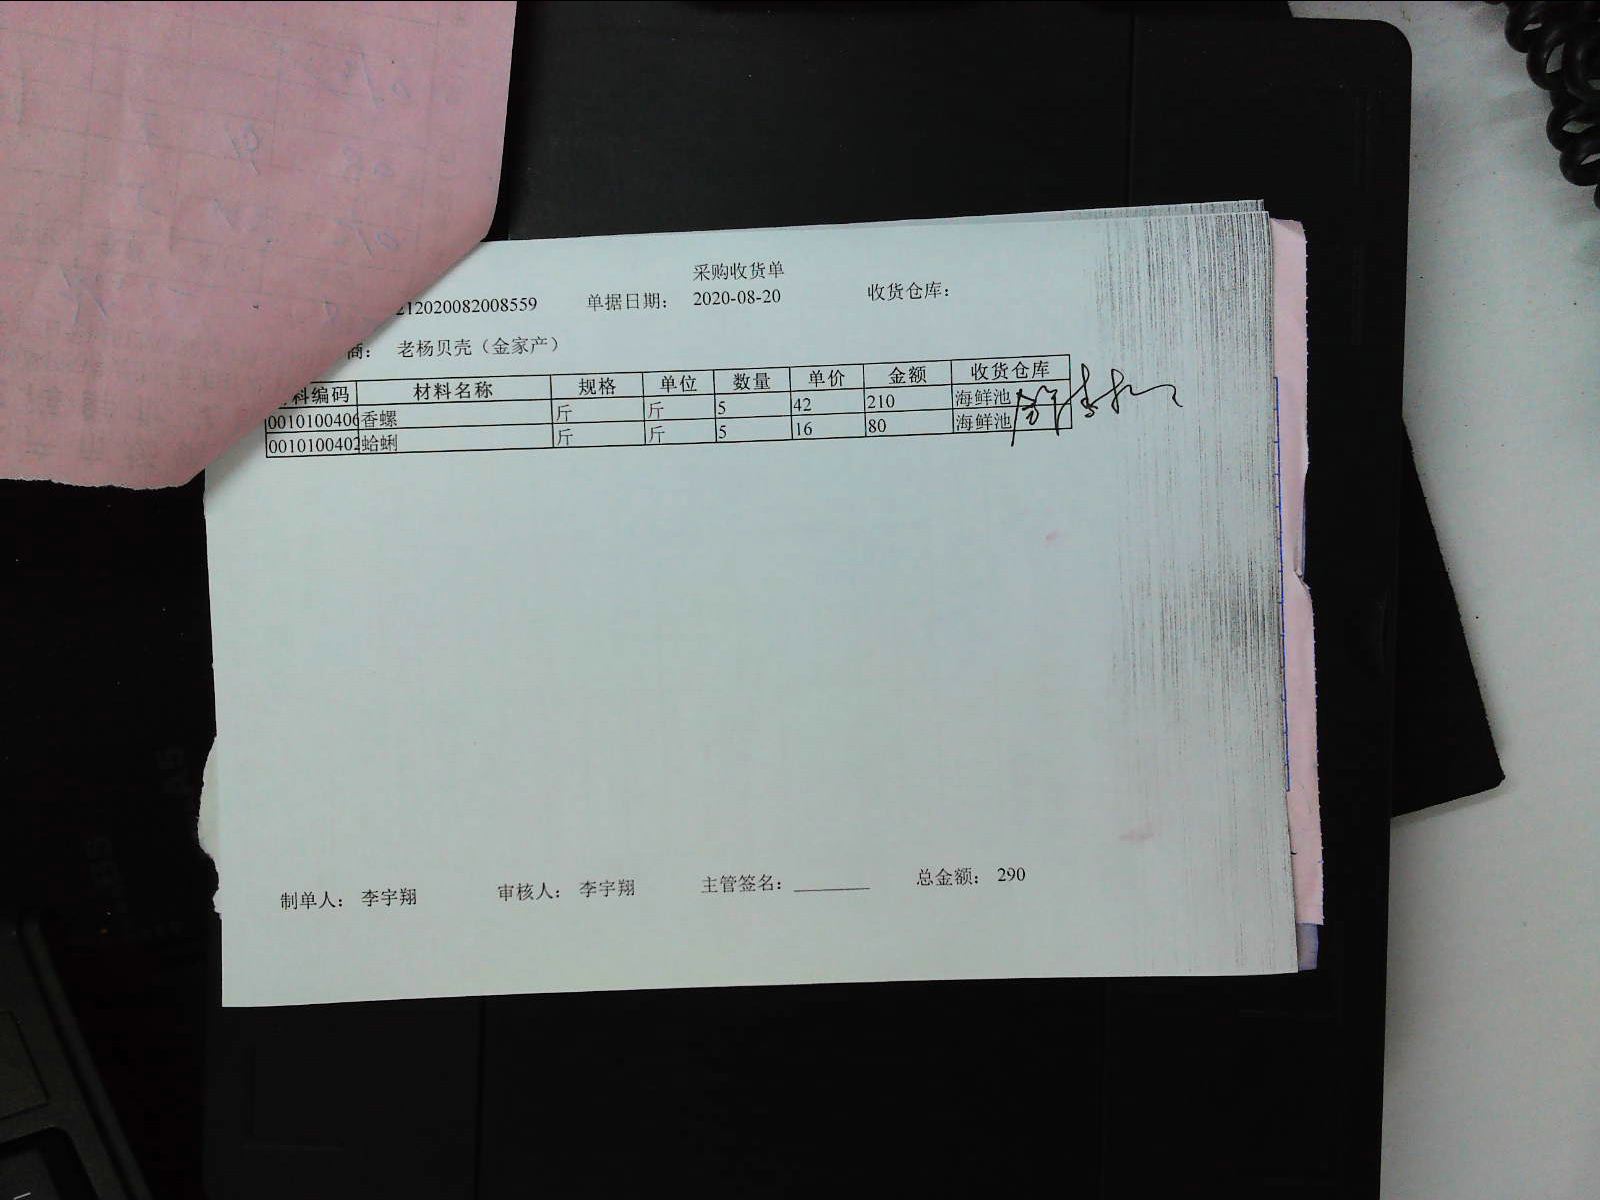 采购收货单
212020082008559 单据日期： 2020-08-20 收货仓库：
商： 老杨贝壳（金家产）
料编码 材料名称 规格 单位 数量 单价 金额 收货仓库
0010100406 香螺 斤 斤 5 42 210 海鲜池
0010100402 蛤蜊 斤 斤 5 16 80 海鲜池
制单人： 李宇翔 审核人： 李宇翔 主管签名： 总金额： 290